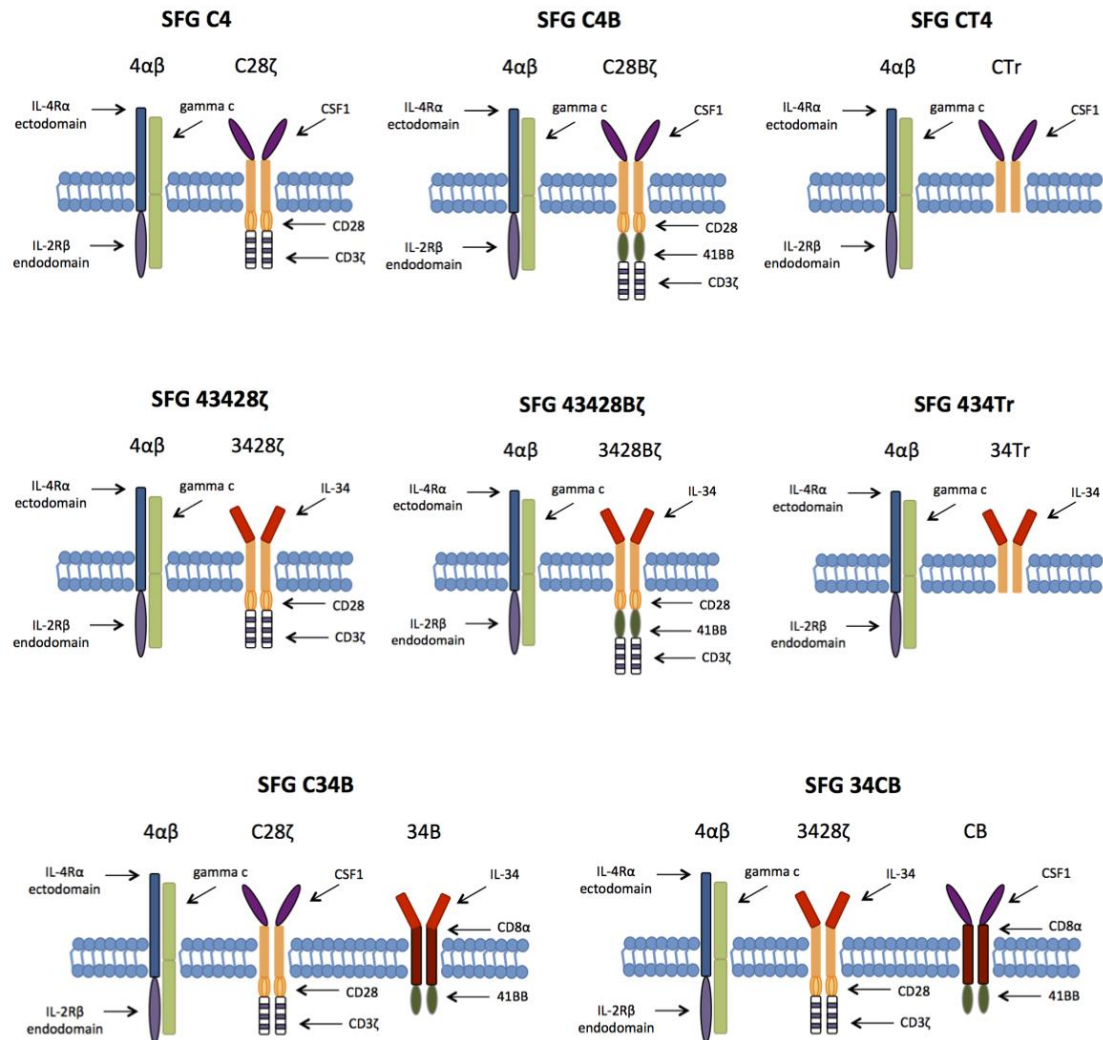 SFG C4
4αβ
C28ζ
IL-4Rα
ectodomain
gamma c
CSF1
CD28
IL-2Rβ
endodomain
CD3ζ
SFG C4B
4αβ
C28Bζ
IL-4Rα
ectodomain
gamma c
CSF1
CD28
IL-2Rβ
endodomain
41BB
CD3ζ
SFG CT4
4αβ
CTr
IL-4Rα
ectodomain
gamma c
CSF1
IL-2Rβ
endodomain
SFG 43428ζ
4αβ
3428ζ
IL-4Rα
ectodomain
gamma c
IL-34
CD28
IL-2Rβ
endodomain
CD3ζ
SFG 43428Bζ
4αβ
3428Bζ
IL-4Rα
ectodomain
gamma c
IL-34
CD28
IL-2Rβ
endodomain
41BB
CD3ζ
SFG 434Tr
4αβ
34Tr
IL-4Rα
ectodomain
gamma c
IL-34
IL-2Rβ
endodomain
SFG C34B
4αβ
C28ζ
34B
IL-4Rα
ectodomain
gamma c
CSF1
IL-34
CD8α
CD28
41BB
IL-2Rβ
endodomain
CD3ζ
SFG 34CB
4αβ
3428ζ
CB
IL-4Rα
ectodomain
gamma c
IL-34
CSF1
CD8α
CD28
41BB
IL-2Rβ
endodomain
CD3ζ